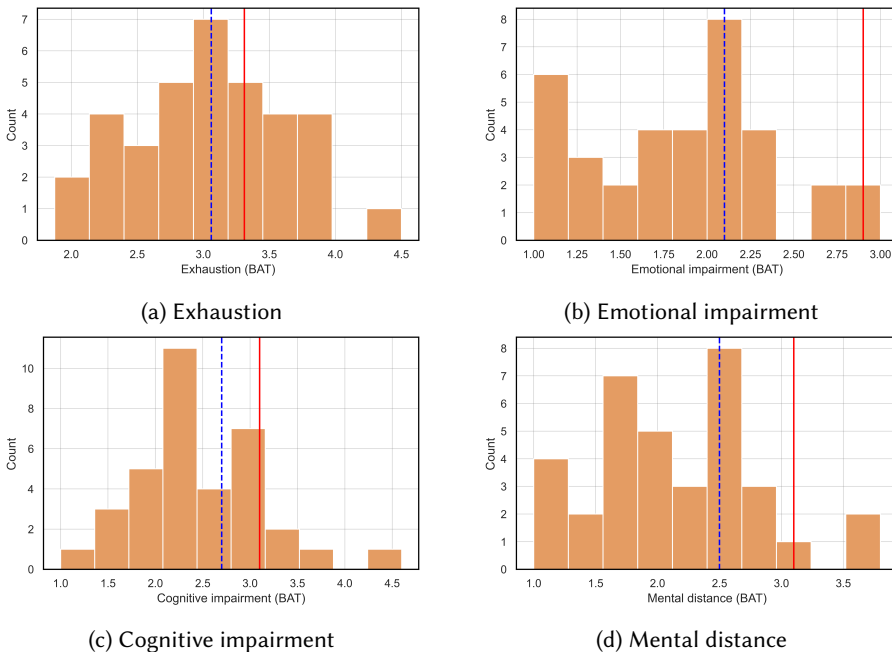 7
6
5
4
3
2
1
0
Count
2.0 2.5 3.0 3.5 4.0 4.5
Exhaustion (BAT)
(a) Exhaustion
8
7
6
5
4
3
2
1
0
Count
1.00 1.25 1.50 1.75 2.00 2.25 2.50 2.75 3.00
Emotional impairment (BAT)
(b) Emotional impairment
10
8
6
4
2
0
Count
1.0 1.5 2.0 2.5 3.0 3.5 4.0 4.5
Cognitive impairment (BAT)
(c) Cognitive impairment
8
7
6
5
4
3
2
1
0
Count
1.0 1.5 2.0 2.5 3.0 3.5
Mental distance (BAT)
(d) Mental distance